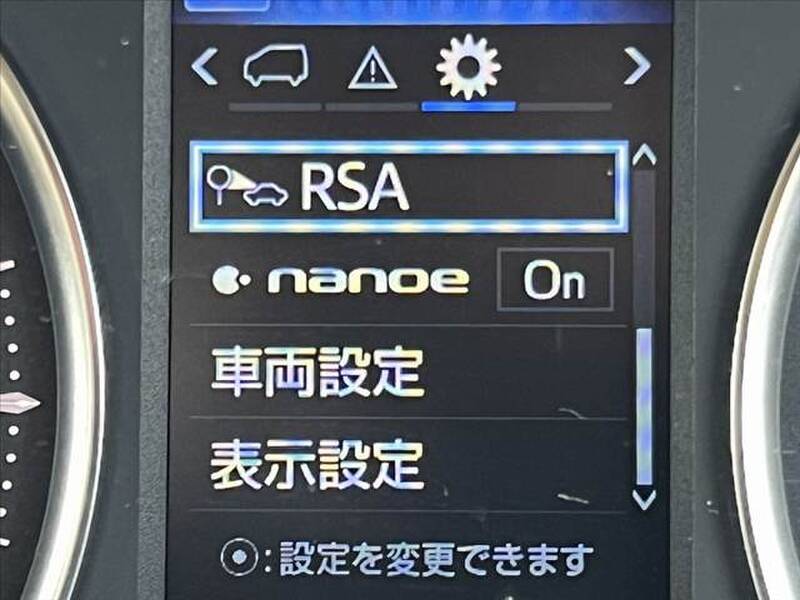 RSA
nanoe On
車両設定
表示設定
:設定を変更できます